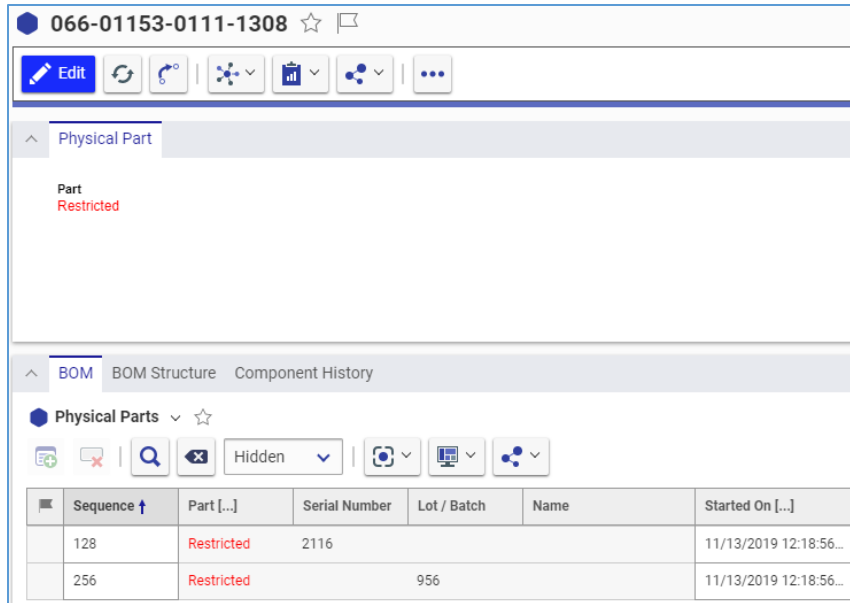 066-01153-0111-1308
Edit
Physical Part
Part
Restricted
BOM BOM Structure Component History
Physical Parts
Hidden
Sequence Part [...] Serial Number Lot / Batch Name Started On [...]
128 Restricted 2116 11/13/2019 12:18:56...
256 Restricted 956 11/13/2019 12:18:56...